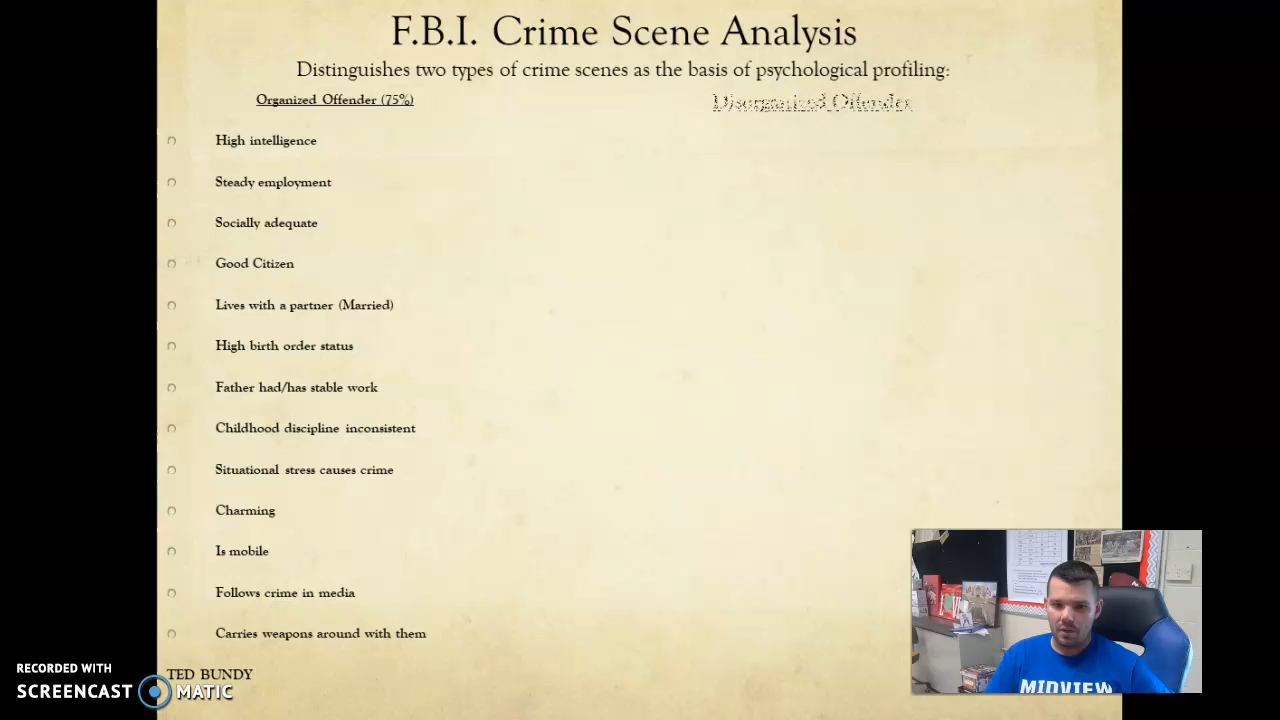 F.B.I. Crime Scene Analysis
Distinguishes two types of crime scenes as the basis of psychological profiling:
Organized Offender (75%)
Disorganized Offender
High intelligence
Steady employment
Socially adequate
Good Citizen
Lives with a partner (Married)
High birth order status
Father had/has stable work
Childhood discipline inconsistent
Situational stress causes crime
Charming
Is mobile
Follows crime in media
Carries weapons around with them
TED BUNDY
RECORDED WITH
SCREENCAST MATIC
MIDVIEW